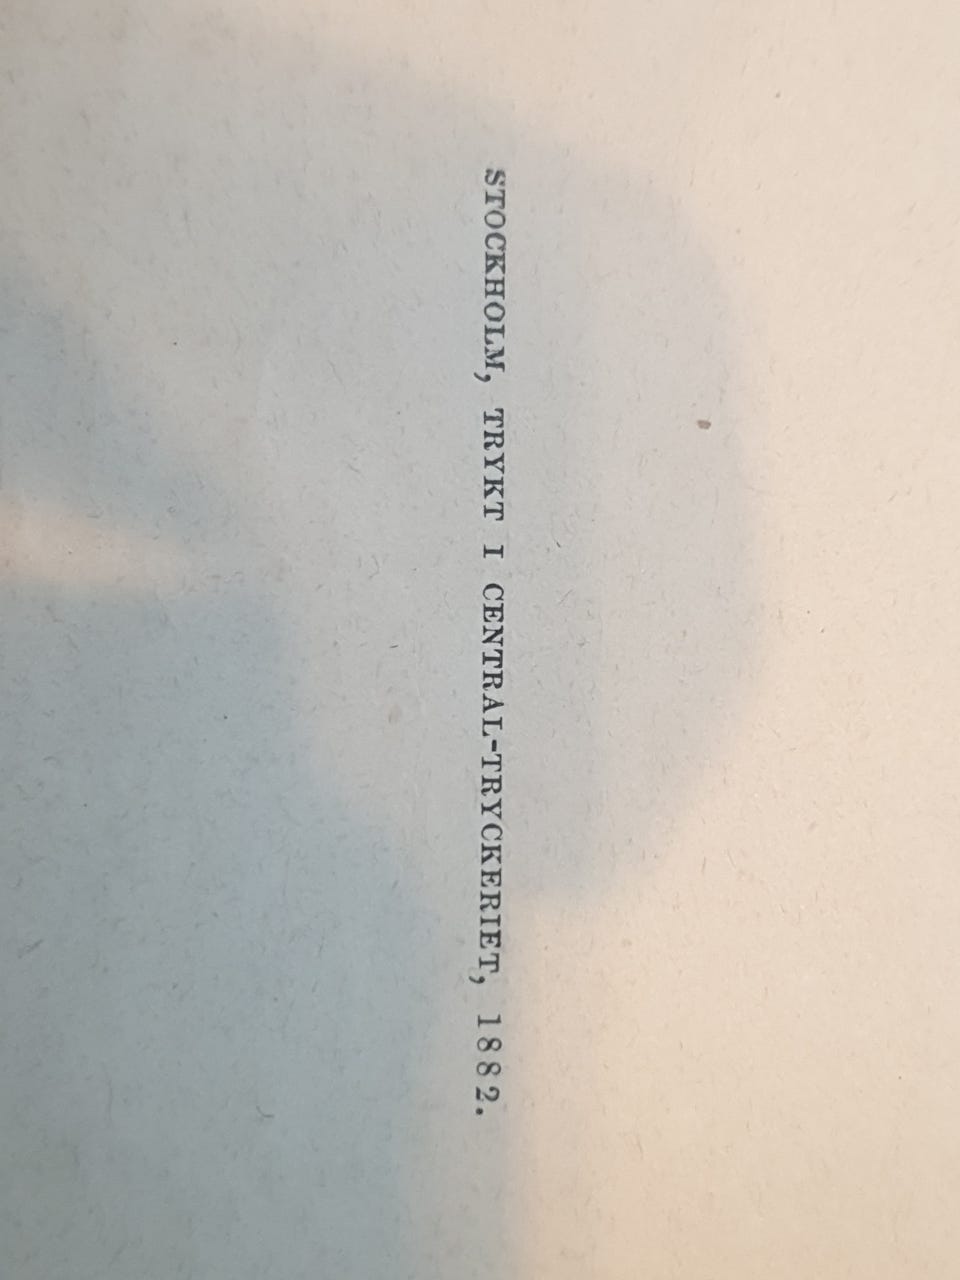 STOCKHOLM, TRYKT I CENTRAL-TRYCKERIET, 1882.